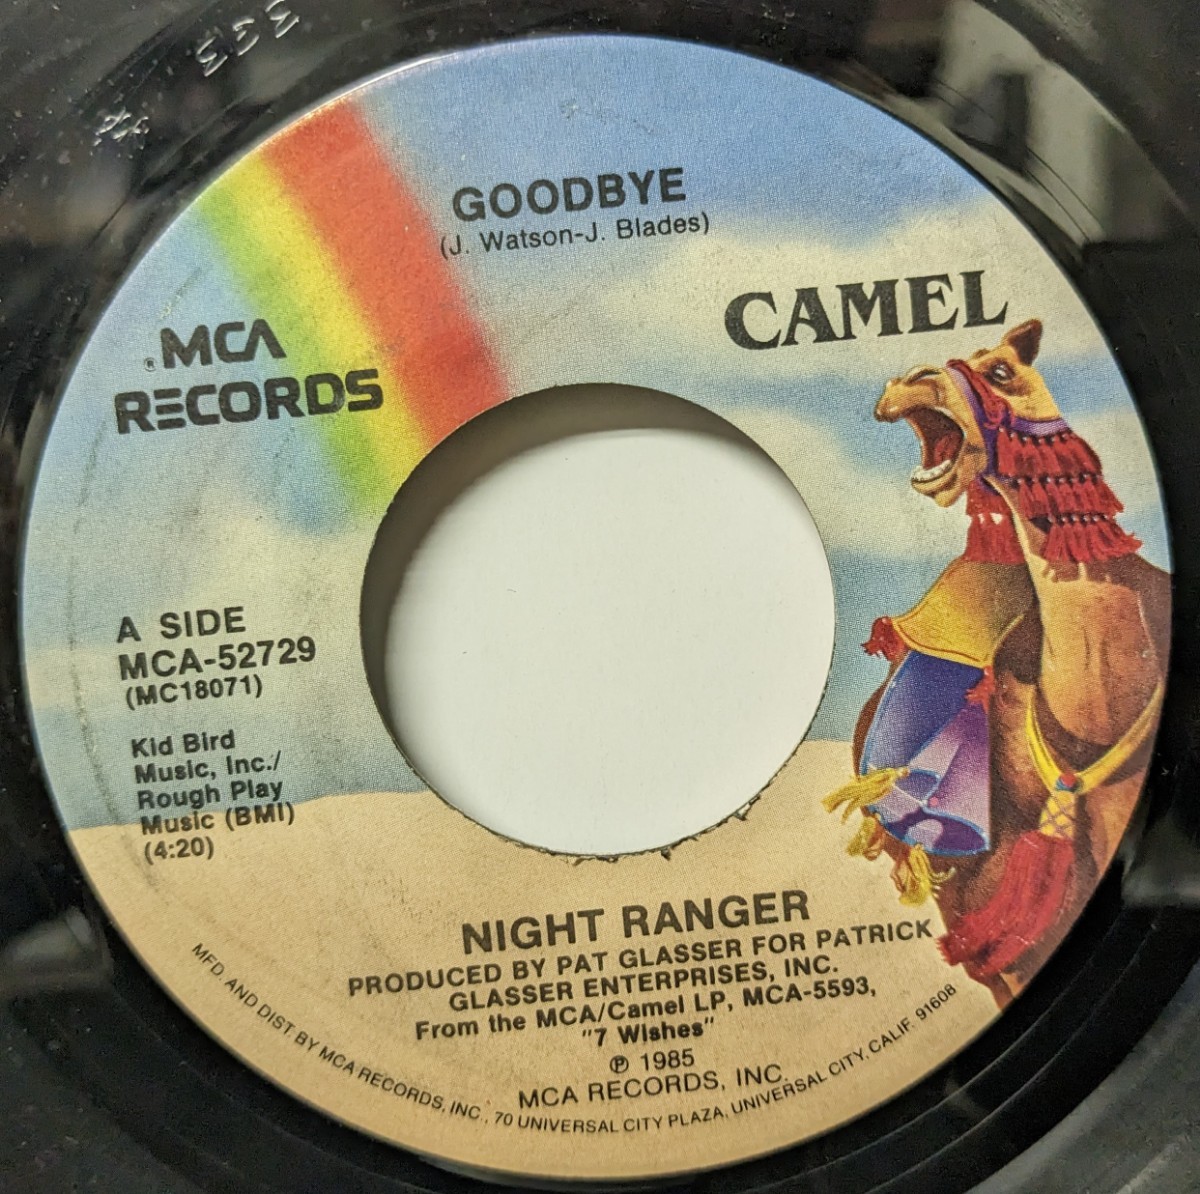 GOODBYE
(J. Watson-J. Blades)
CAMEL
® MCA
RECORDS
A SIDE
MCA-52729
(MC18071)
Kid Bird
Music, Inc./
Rough Play
Music (BMI)
(4:20)
NIGHT RANGER
PRODUCED BY PAT GLASSER FOR PATRICK
GLASSER ENTERPRISES, INC.
From the MCA/Camel LP, MCA-5593,
"7 Wishes"
℗ 1985
MCA RECORDS, INC.
MFD. AND DIST. BY MCA RECORDS, INC., 70 UNIVERSAL CITY PLAZA, UNIVERSAL CITY, CALIF. 91608